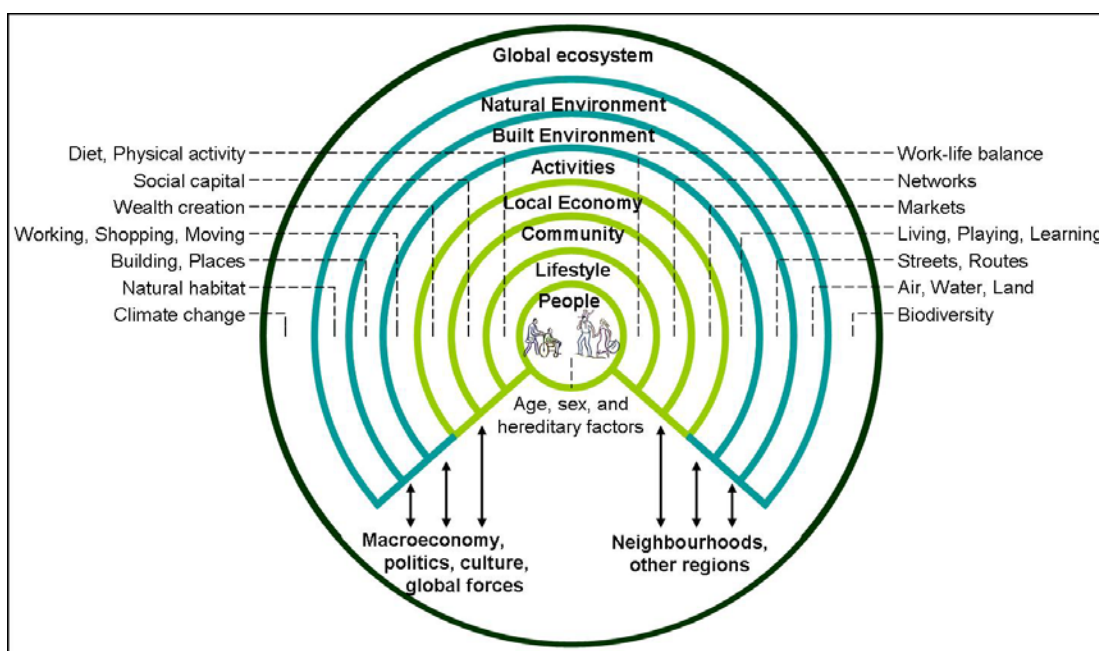 Global ecosystem
Natural Environment
Built Environment
Activities
Local Economy
Community
Lifestyle
People
Diet, Physical activity
Social capital
Wealth creation
Working, Shopping, Moving
Building, Places
Natural habitat
Climate change
Work-life balance
Networks
Markets
Living, Playing, Learning
Streets, Routes
Air, Water, Land
Biodiversity
Age, sex, and
hereditary factors
Macroeconomy,
politics, culture,
global forces
Neighbourhoods,
other regions